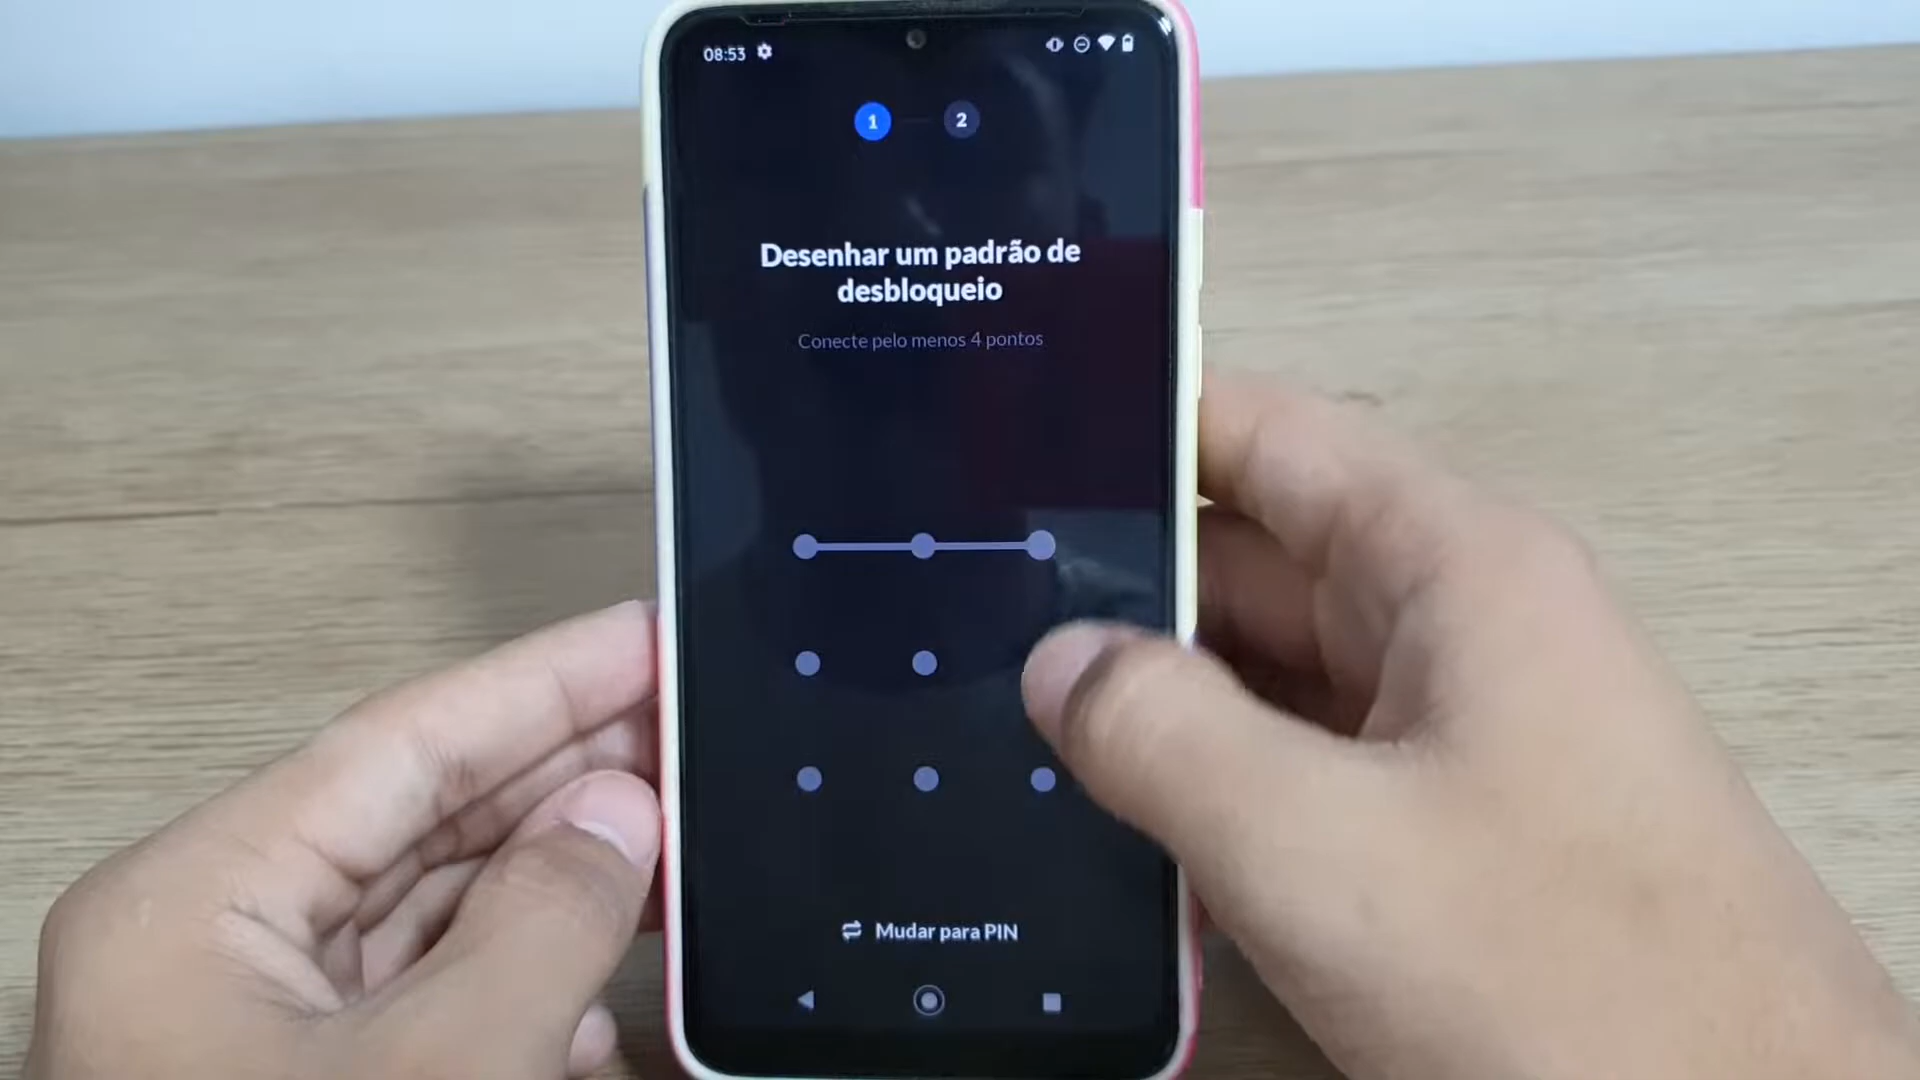 08:53
1 2
Desenhar um padrão de
desbloqueio
Conecte pelo menos 4 pontos
Mudar para PIN